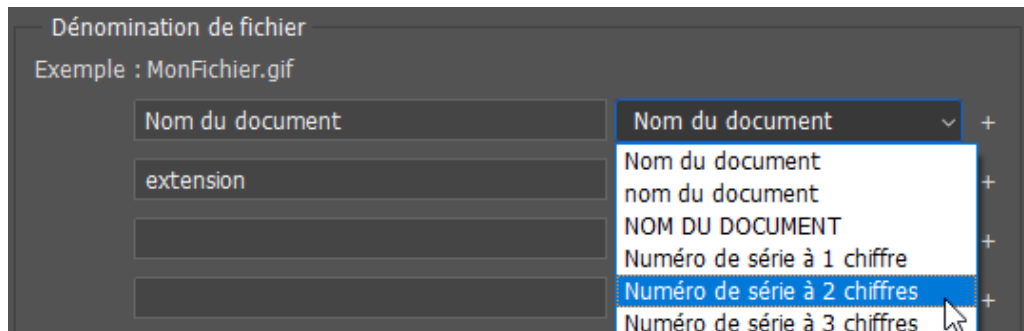 Dénomination de fichier
Exemple : MonFichier.gif
Nom du document
Nom du document
+
Nom du document
extension
+
nom du document
NOM DU DOCUMENT
+
Numéro de série à 1 chiffre
Numéro de série à 2 chiffres
+
Numéro de série à 3 chiffres